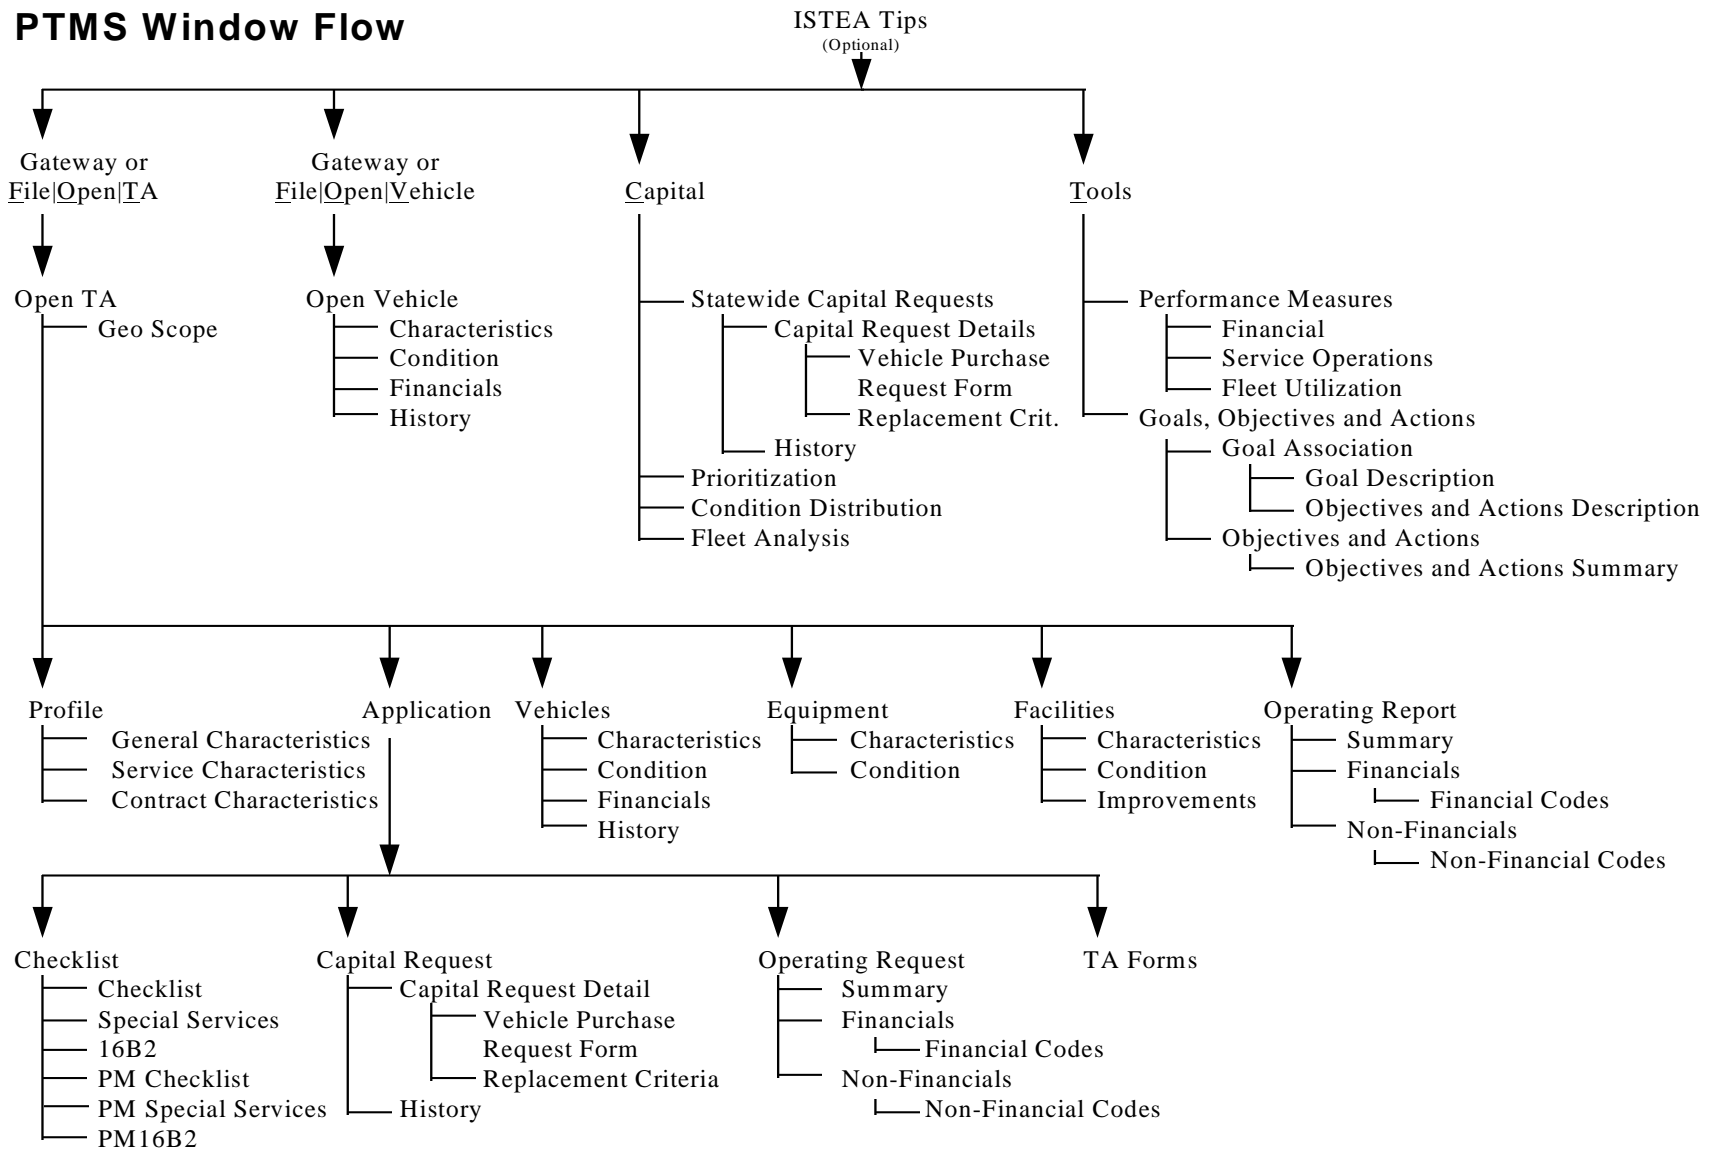 PTMS Window Flow
ISTEA Tips
(Optional)
Gateway or
File|Open|TA
Gateway or
File|Open|Vehicle
Capital
Tools
Open TA
Geo Scope
Open Vehicle
Characteristics
Condition
Financials
History
Statewide Capital Requests
Capital Request Details
Vehicle Purchase
Request Form
Replacement Crit.
History
Prioritization
Condition Distribution
Fleet Analysis
Performance Measures
Financial
Service Operations
Fleet Utilization
Goals, Objectives and Actions
Goal Association
Goal Description
Objectives and Actions Description
Objectives and Actions
Objectives and Actions Summary
Profile
General Characteristics
Service Characteristics
Contract Characteristics
Application
Vehicles
Characteristics
Condition
Financials
History
Equipment
Characteristics
Condition
Facilities
Characteristics
Condition
Improvements
Operating Report
Summary
Financials
Financial Codes
Non-Financials
Non-Financial Codes
Checklist
Checklist
Special Services
16B2
PM Checklist
PM Special Services
PM16B2
Capital Request
Capital Request Detail
Vehicle Purchase
Request Form
Replacement Criteria
History
Operating Request
Summary
Financials
Financial Codes
Non-Financials
Non-Financial Codes
TA Forms